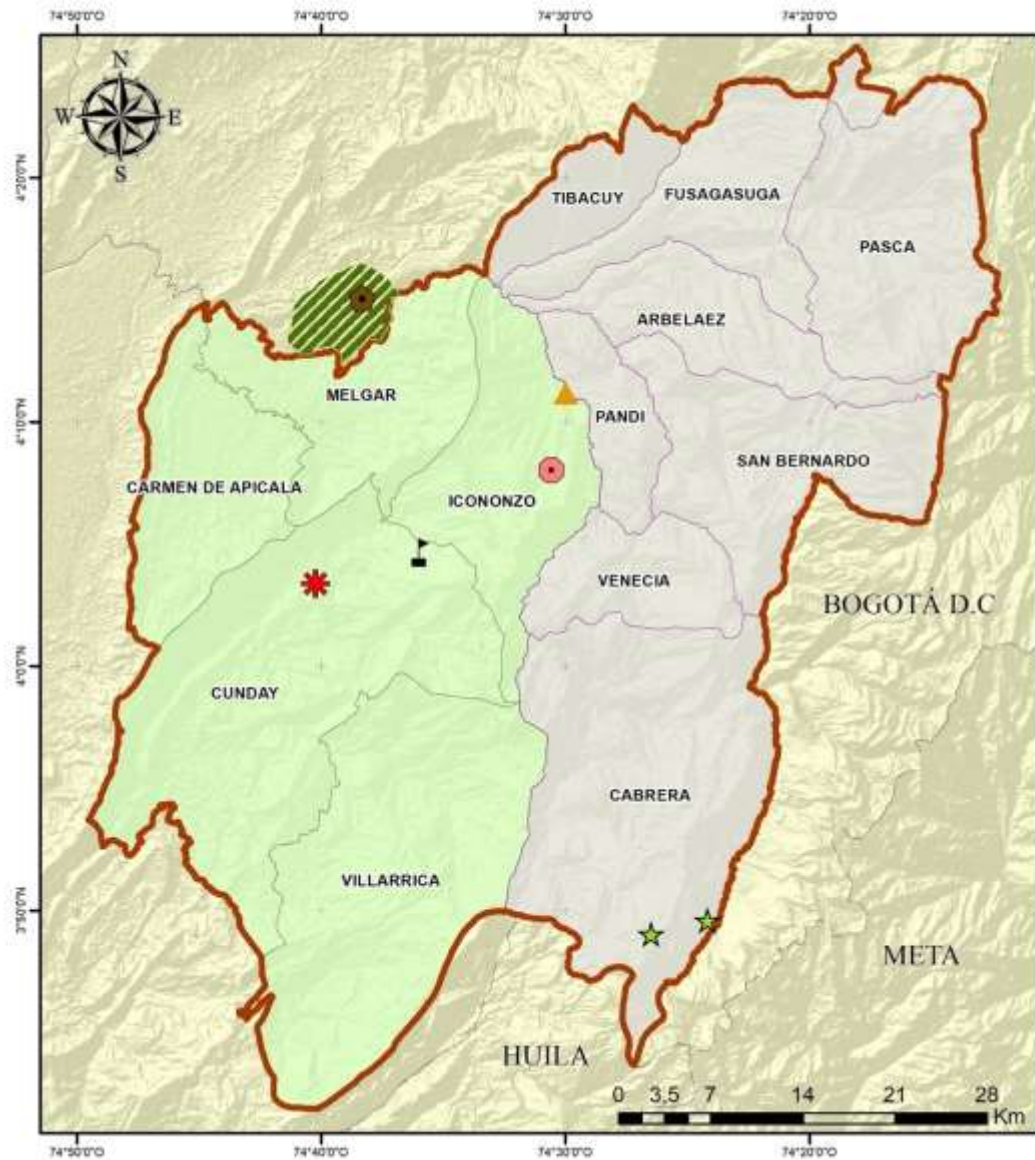 74°50'0"O 74°40'0"O 74°30'0"O 74°20'0"O
N
W E
S
4°20'0"N
TIBACUY
FUSAGASUGA
PASCA
ARBELAEZ
MELGAR
4°10'0"N
PANDI
SAN BERNARDO
CARMEN DE APICALA
ICONONZO
VENECIA
BOGOTÁ D.C
4°0'0"N
CUNDAY
CABRERA
VILLARRICA
3°50'0"N
META
HUILA
0 3,5 7 14 21 28
Km
74°50'0"O 74°40'0"O 74°30'0"O 74°20'0"O